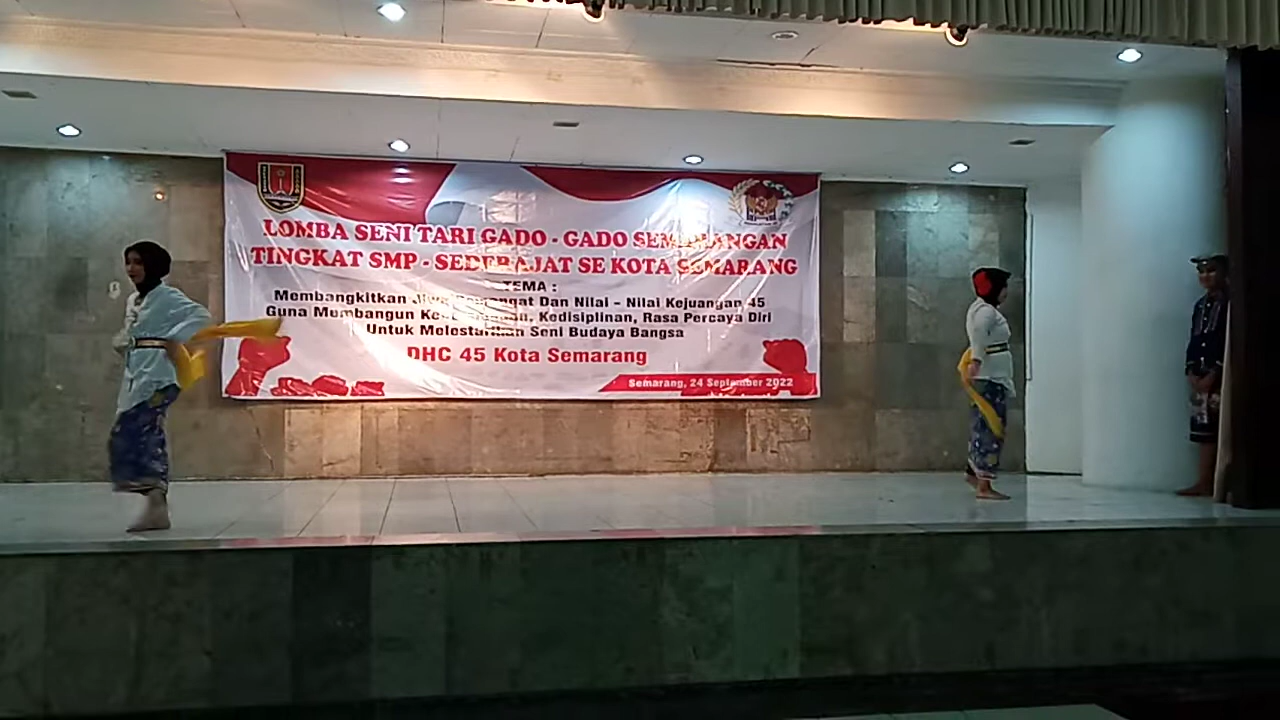 LOMBA SENI TARI GADO - GADO SEMARANGAN
TINGKAT SMP - SEDERAJAT SE KOTA SEMARANG
TEMA :
Membangkitkan Jiwa Semangat Dan Nilai - Nilai Kejuangan 45
Guna Membangun Kedisiplinan, Rasa Percaya Diri
Untuk Melestarikan Seni Budaya Bangsa
DHC 45 Kota Semarang
Semarang, 24 September 2022